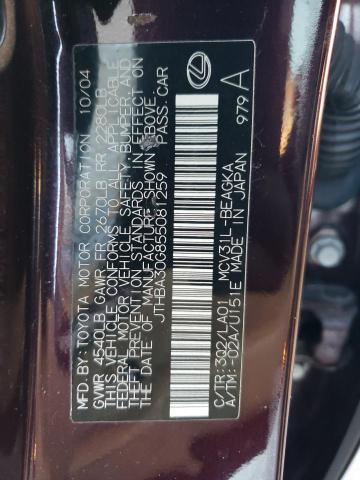 MFD. BY: TOYOTA MOTOR CORPORATION 10/04
GVWR 4540LB GAWR FR 2670LB RR A2280LB
THIS VEHICLE CONFORMS TO ALL APPLICABLE
FEDERAL MOTOR VEHICLE SAFETY, BUMPER, AND
THEFT PREVENTION STANDARDS IN EFFECT ON
THE DATE OF MANUFACTURE SHOWN ABOVE.
JTHBA30G855081259 PASS. CAR
C/TR:3Q2/LA01 MCV31L-BEAGKA
A/TM:-02A/U151E MADE IN JAPAN 979 A